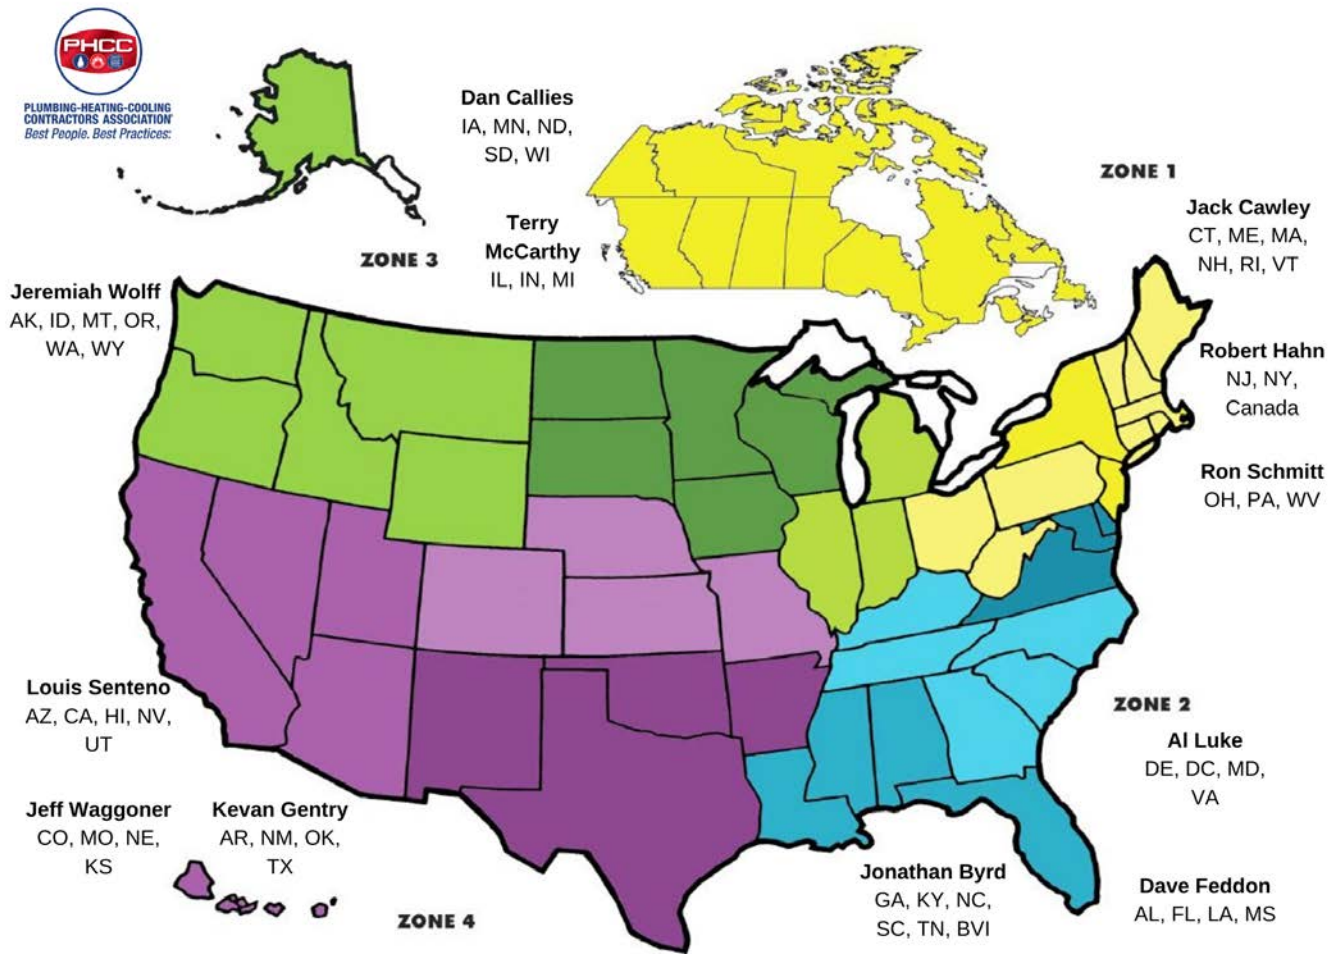 PHCC
PLUMBING-HEATING-COOLING
CONTRACTORS ASSOCIATION
Best People. Best Practices.
Dan Callies
IA, MN, ND,
SD, WI
Terry
McCarthy
IL, IN, MI
ZONE 1
Jack Cawley
CT, ME, MA,
NH, RI, VT
Robert Hahn
NJ, NY,
Canada
Ron Schmitt
OH, PA, WV
ZONE 3
Jeremiah Wolff
AK, ID, MT, OR,
WA, WY
Louis Senteno
AZ, CA, HI, NV,
UT
Jeff Waggoner
CO, MO, NE,
KS
Kevan Gentry
AR, NM, OK,
TX
ZONE 4
ZONE 2
Al Luke
DE, DC, MD,
VA
Jonathan Byrd
GA, KY, NC,
SC, TN, BVI
Dave Feddon
AL, FL, LA, MS